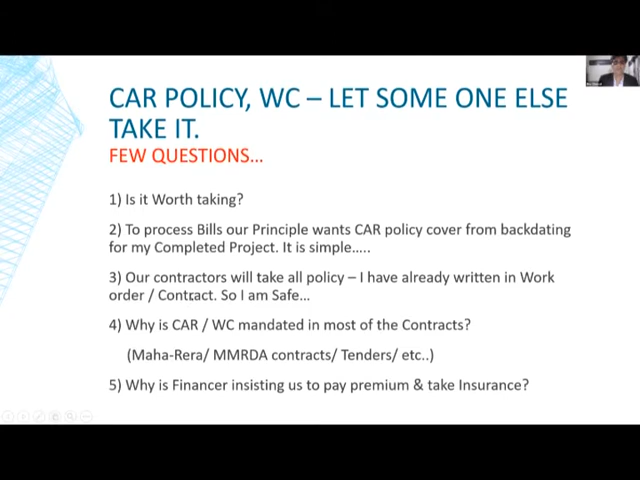 CAR POLICY, WC – LET SOME ONE ELSE
TAKE IT.
FEW QUESTIONS...
1) Is it Worth taking?
2) To process Bills our Principle wants CAR policy cover from backdating
for my Completed Project. It is simple.....
3) Our contractors will take all policy – I have already written in Work
order / Contract. So I am Safe...
4) Why is CAR / WC mandated in most of the Contracts?
(Maha-Rera/ MMRDA contracts/ Tenders/ etc..)
5) Why is Financer insisting us to pay premium & take Insurance?